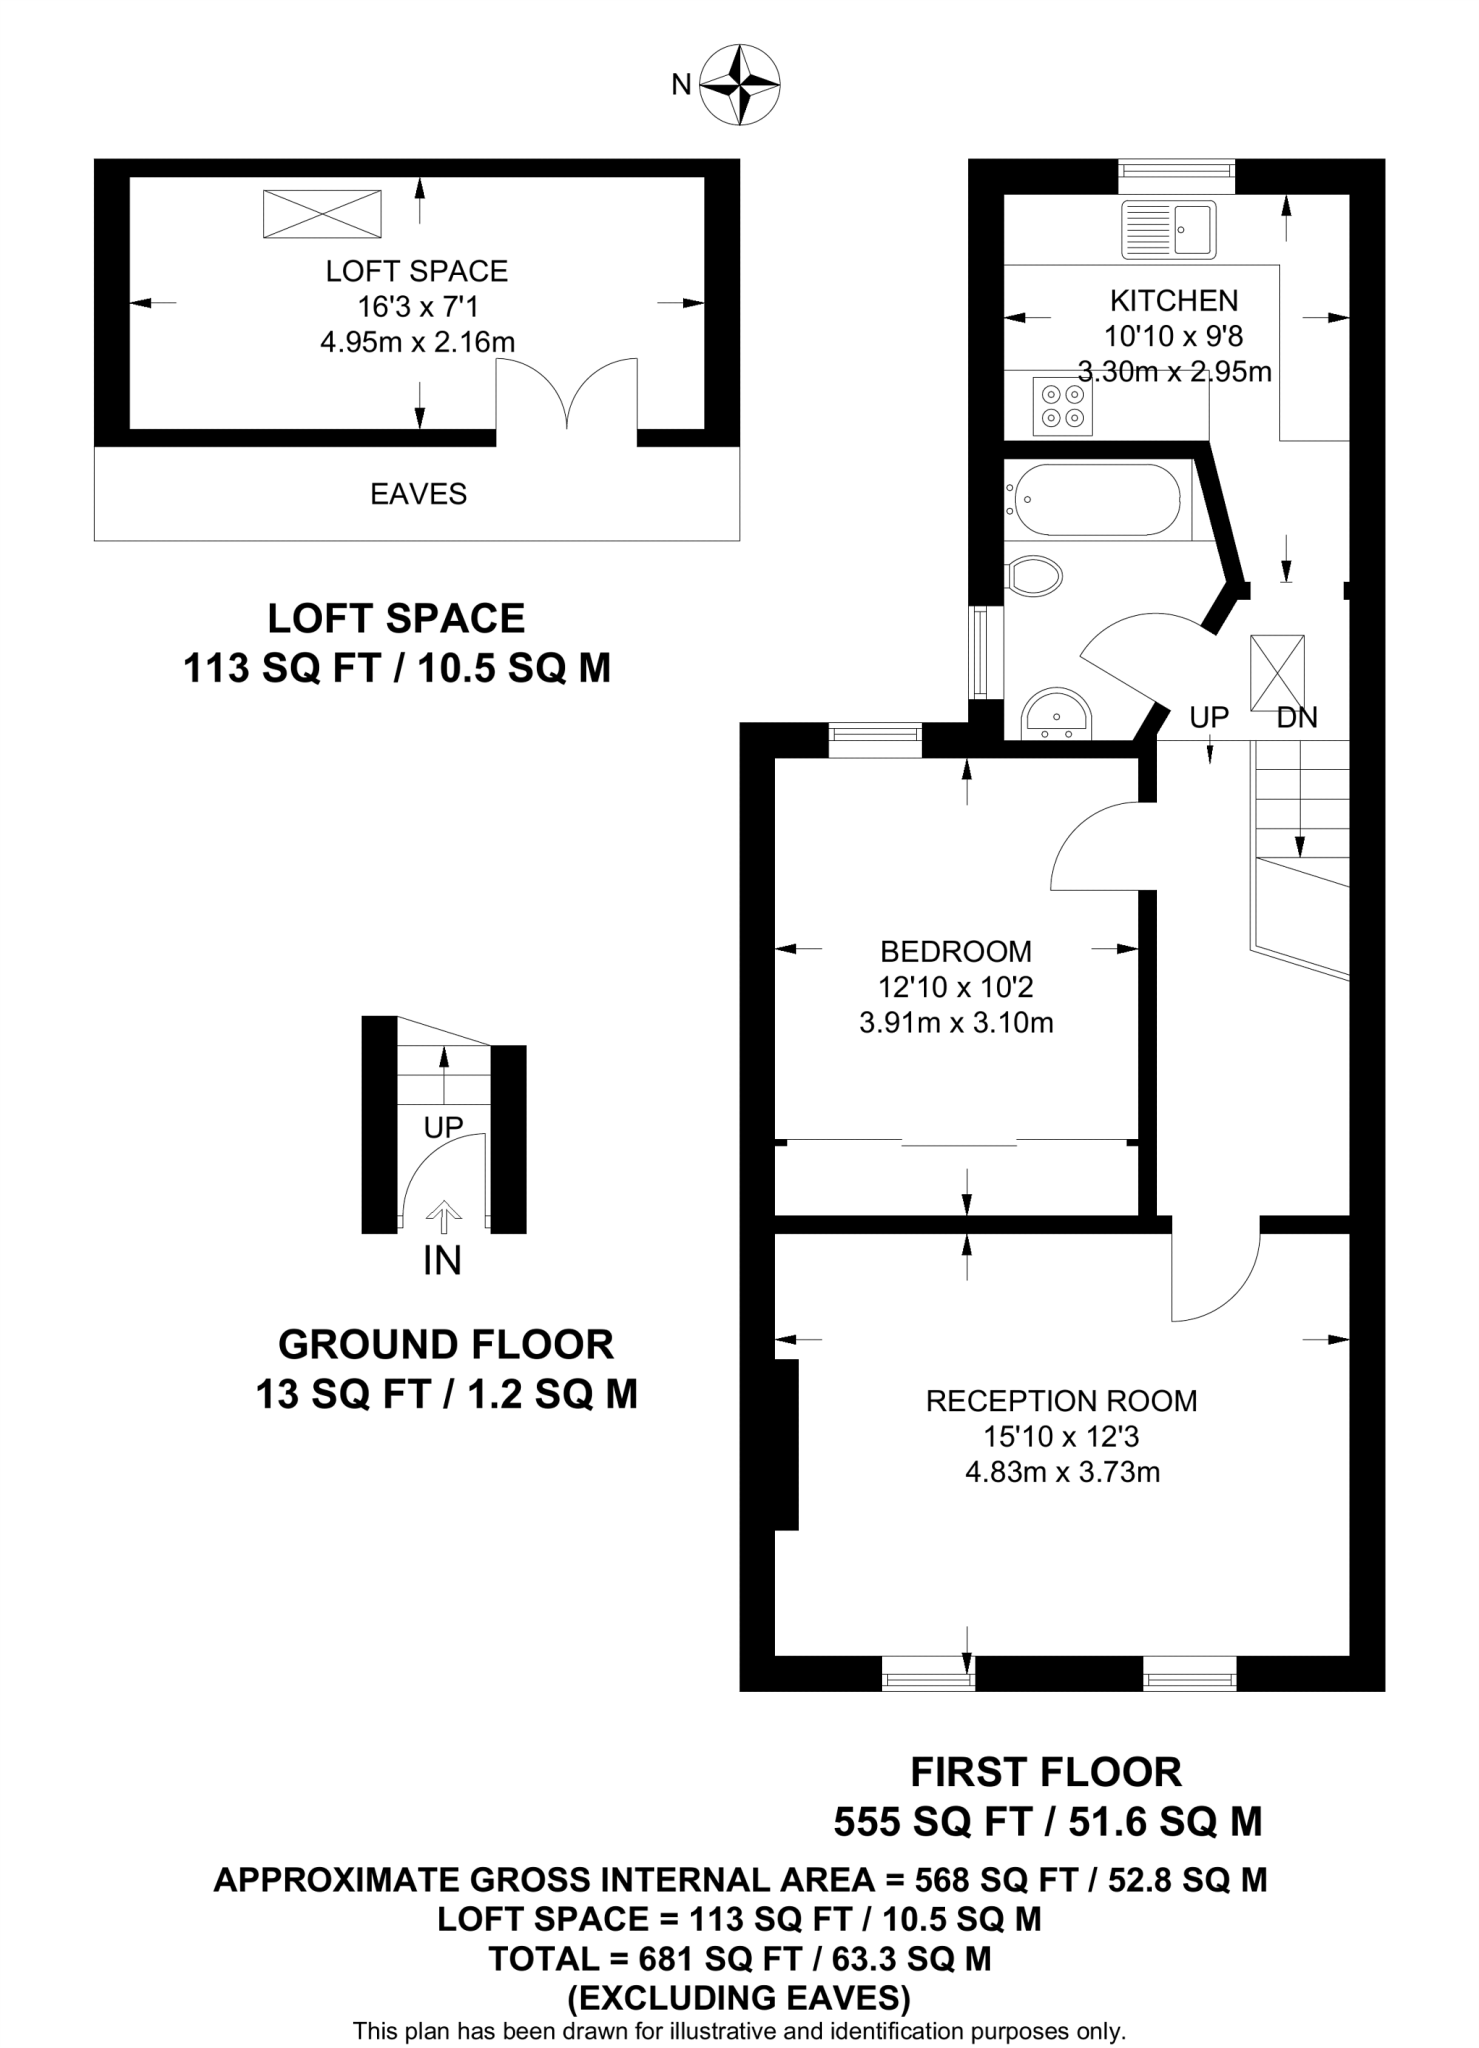 N
LOFT SPACE
16'3 x 7'1
4.95m x 2.16m
EAVES
LOFT SPACE
113 SQ FT / 10.5 SQ M
KITCHEN
10'10 x 9'8
3.30m x 2.95m
UP DN
BEDROOM
12'10 x 10'2
3.91m x 3.10m
UP
IN
GROUND FLOOR
13 SQ FT / 1.2 SQ M
RECEPTION ROOM
15'10 x 12'3
4.83m x 3.73m
FIRST FLOOR
555 SQ FT / 51.6 SQ M
APPROXIMATE GROSS INTERNAL AREA = 568 SQ FT / 52.8 SQ M
LOFT SPACE = 113 SQ FT / 10.5 SQ M
TOTAL = 681 SQ FT / 63.3 SQ M
(EXCLUDING EAVES)
This plan has been drawn for illustrative and identification purposes only.